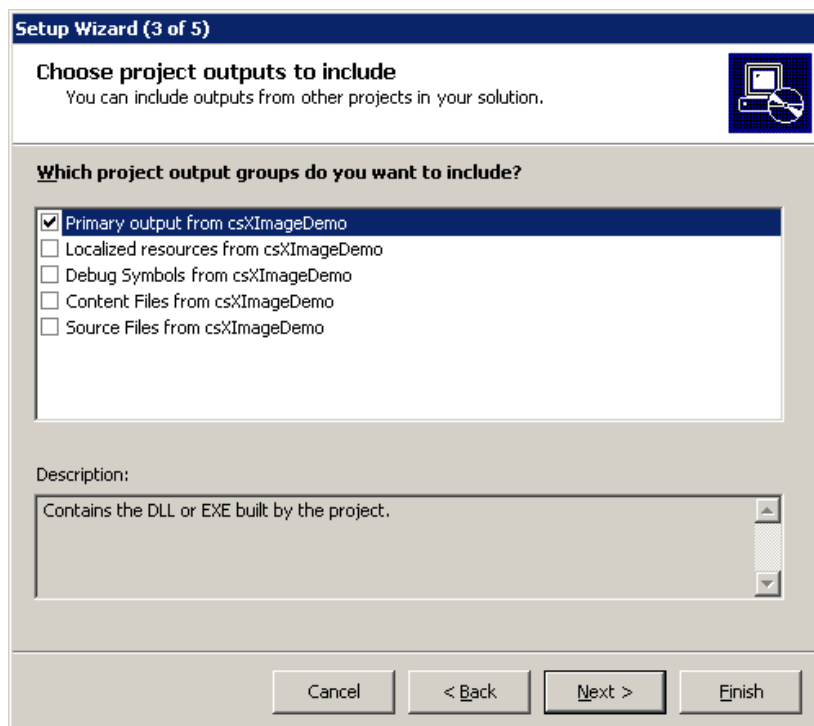 Setup Wizard (3 of 5)
Choose project outputs to include
You can include outputs from other projects in your solution.
Which project output groups do you want to include?
Primary output from csXImageDemo
Localized resources from csXImageDemo
Debug Symbols from csXImageDemo
Content Files from csXImageDemo
Source Files from csXImageDemo
Description:
Contains the DLL or EXE built by the project.
Cancel
< Back
Next >
Finish